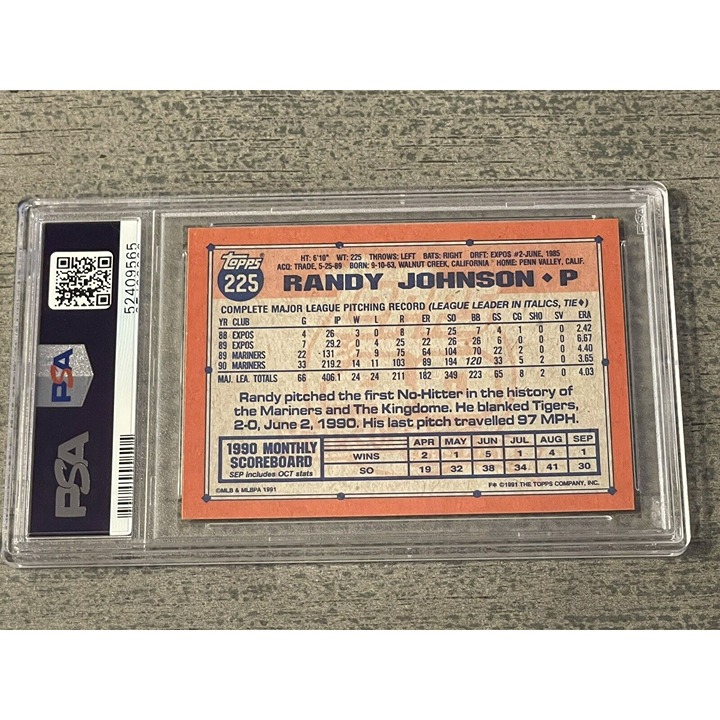 52409565
PSA
PSA
Topps
225
HT: 6'10" WT: 225 THROWS: LEFT BATS: RIGHT DRFT: EXPOS #2-JUNE, 1985
ACQ: TRADE, 5-25-89 BORN: 9-10-63, WALNUT CREEK, CALIFORNIA HOME: PENN VALLEY, CALIF.
RANDY JOHNSON P
COMPLETE MAJOR LEAGUE PITCHING RECORD (LEAGUE LEADER IN ITALICS, TIE♦)
YR CLUB G IP W L R ER SO BB GS CG SHO SV ERA
88 EXPOS 4 26 3 0 8 7 25 7 4 1 0 0 2.42
89 EXPOS 7 29.2 0 4 25 22 26 26 6 0 0 0 6.67
89 MARINERS 22 131 7 9 75 64 104 70 22 2 0 0 4.40
90 MARINERS 33 219.2 14 11 103 89 194 120 33 5 2 0 3.65
MAJ. LEA. TOTALS 66 406.1 24 24 211 182 349 223 65 8 2 0 4.03
Randy pitched the first No-Hitter in the history of
the Mariners and The Kingdome. He blanked Tigers,
2-0, June 2, 1990. His last pitch travelled 97 MPH.
1990 MONTHLY
SCOREBOARD
SEP includes OCT stats
APR MAY JUN JUL AUG SEP
WINS 2 1 5 1 4 1
SO 19 32 38 34 41 30
©MLB & MLBPA 1991
F* ©1991 THE TOPPS COMPANY, INC.